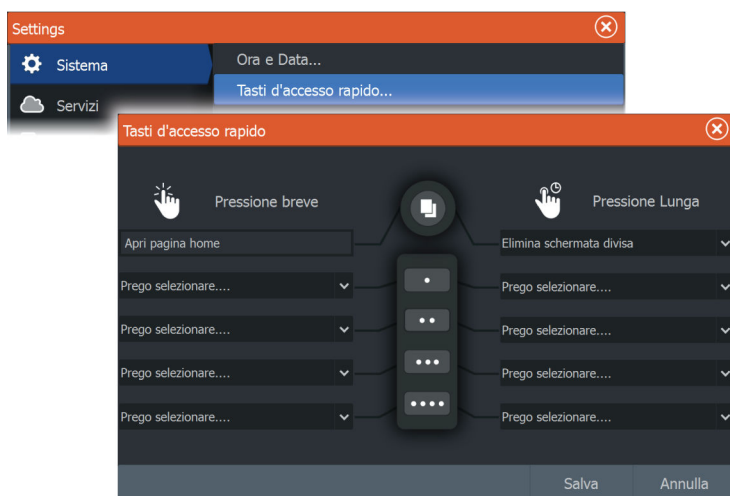 Settings
Sistema
Ora e Data...
Tasti d'accesso rapido...
Servizi
Tasti d'accesso rapido
Pressione breve
Pressione Lunga
Apri pagina home
Elimina schermata divisa
Prego selezionare....
Prego selezionare....
Prego selezionare....
Prego selezionare....
Prego selezionare....
Prego selezionare....
Prego selezionare....
Prego selezionare....
Salva
Annulla